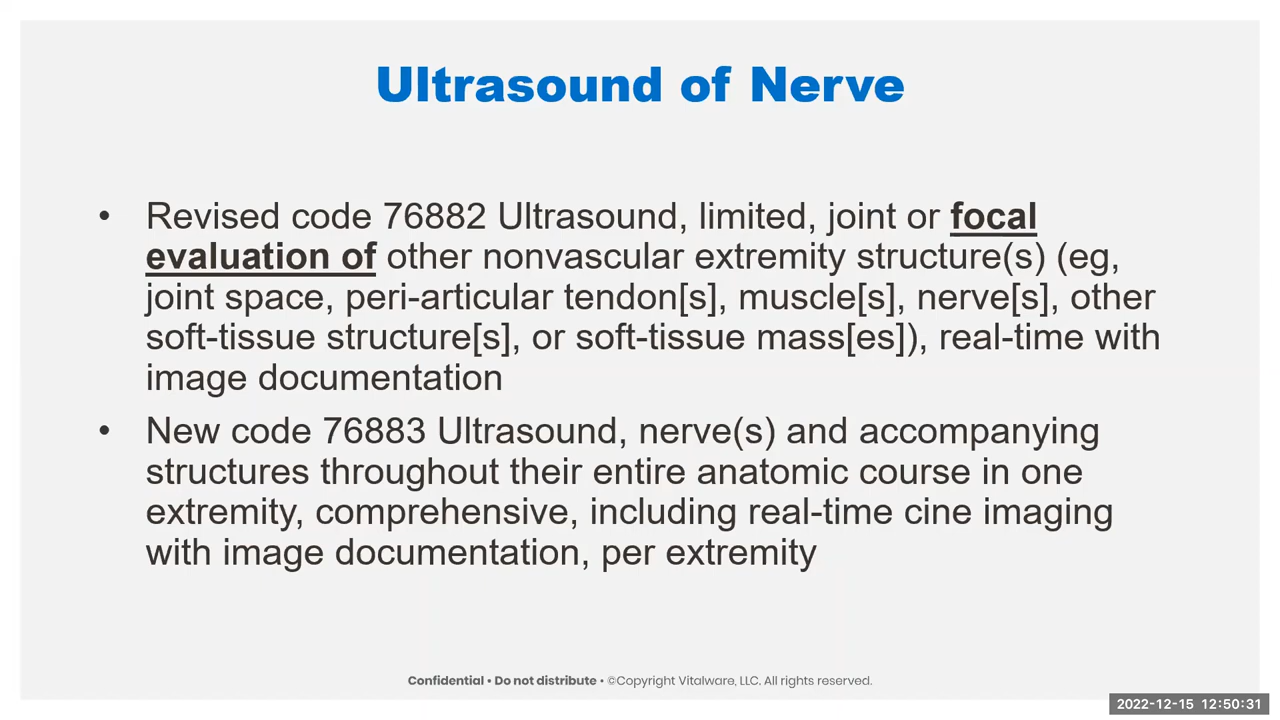 Ultrasound of Nerve
• Revised code 76882 Ultrasound, limited, joint or focal
evaluation of other nonvascular extremity structure(s) (eg,
joint space, peri-articular tendon[s], muscle[s], nerve[s], other
soft-tissue structure[s], or soft-tissue mass[es]), real-time with
image documentation
• New code 76883 Ultrasound, nerve(s) and accompanying
structures throughout their entire anatomic course in one
extremity, comprehensive, including real-time cine imaging
with image documentation, per extremity
Confidential • Do not distribute • ©Copyright Vitalware, LLC. All rights reserved.
2022-12-15 12:50:31